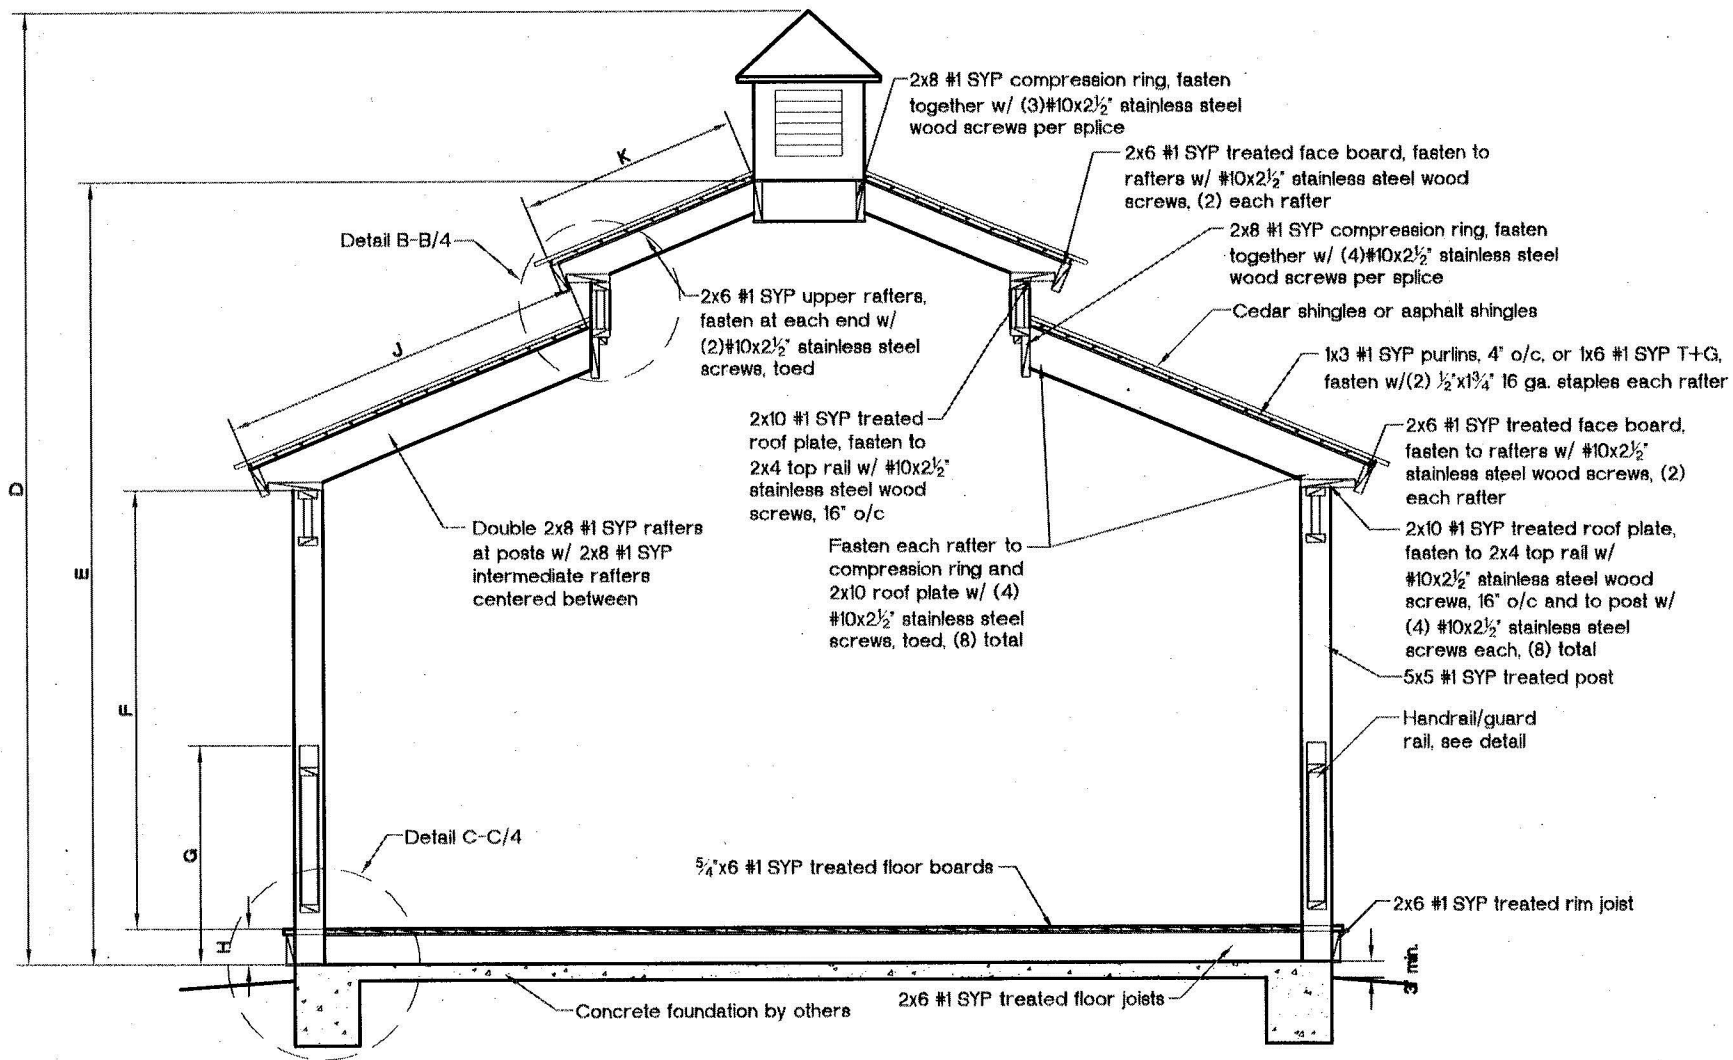 2x8 #1 SYP compression ring, fasten
together w/ (3)#10x2½" stainless steel
wood screws per splice
2x6 #1 SYP treated face board, fasten to
rafters w/ #10x2½" stainless steel wood
screws, (2) each rafter
K
Detail B-B/4
2x8 #1 SYP compression ring, fasten
together w/ (4)#10x2½" stainless steel
wood screws per splice
2x6 #1 SYP upper rafters,
fasten at each end w/
(2)#10x2½" stainless steel
screws, toed
Cedar shingles or asphalt shingles
J
1x3 #1 SYP purlins, 4" o/c, or 1x6 #1 SYP T+G,
fasten w/(2) ½"x1¾" 16 ga. staples each rafter
2x10 #1 SYP treated
roof plate, fasten to
2x4 top rail w/ #10x2½"
stainless steel wood
screws, 16" o/c
2x6 #1 SYP treated face board,
fasten to rafters w/ #10x2½"
stainless steel wood screws, (2)
each rafter
D
Double 2x8 #1 SYP rafters
at posts w/ 2x8 #1 SYP
intermediate rafters
centered between
Fasten each rafter to
compression ring and
2x10 roof plate w/ (4)
#10x2½" stainless steel
screws, toed, (8) total
2x10 #1 SYP treated roof plate,
fasten to 2x4 top rail w/
#10x2½" stainless steel wood
screws, 16" o/c and to post w/
(4) #10x2½" stainless steel
screws each, (8) total
E
5x5 #1 SYP treated post
F
Handrail/guard
rail, see detail
G
Detail C-C/4
5/4"x6 #1 SYP treated floor boards
2x6 #1 SYP treated rim joist
H
3" min.
Concrete foundation by others
2x6 #1 SYP treated floor joists